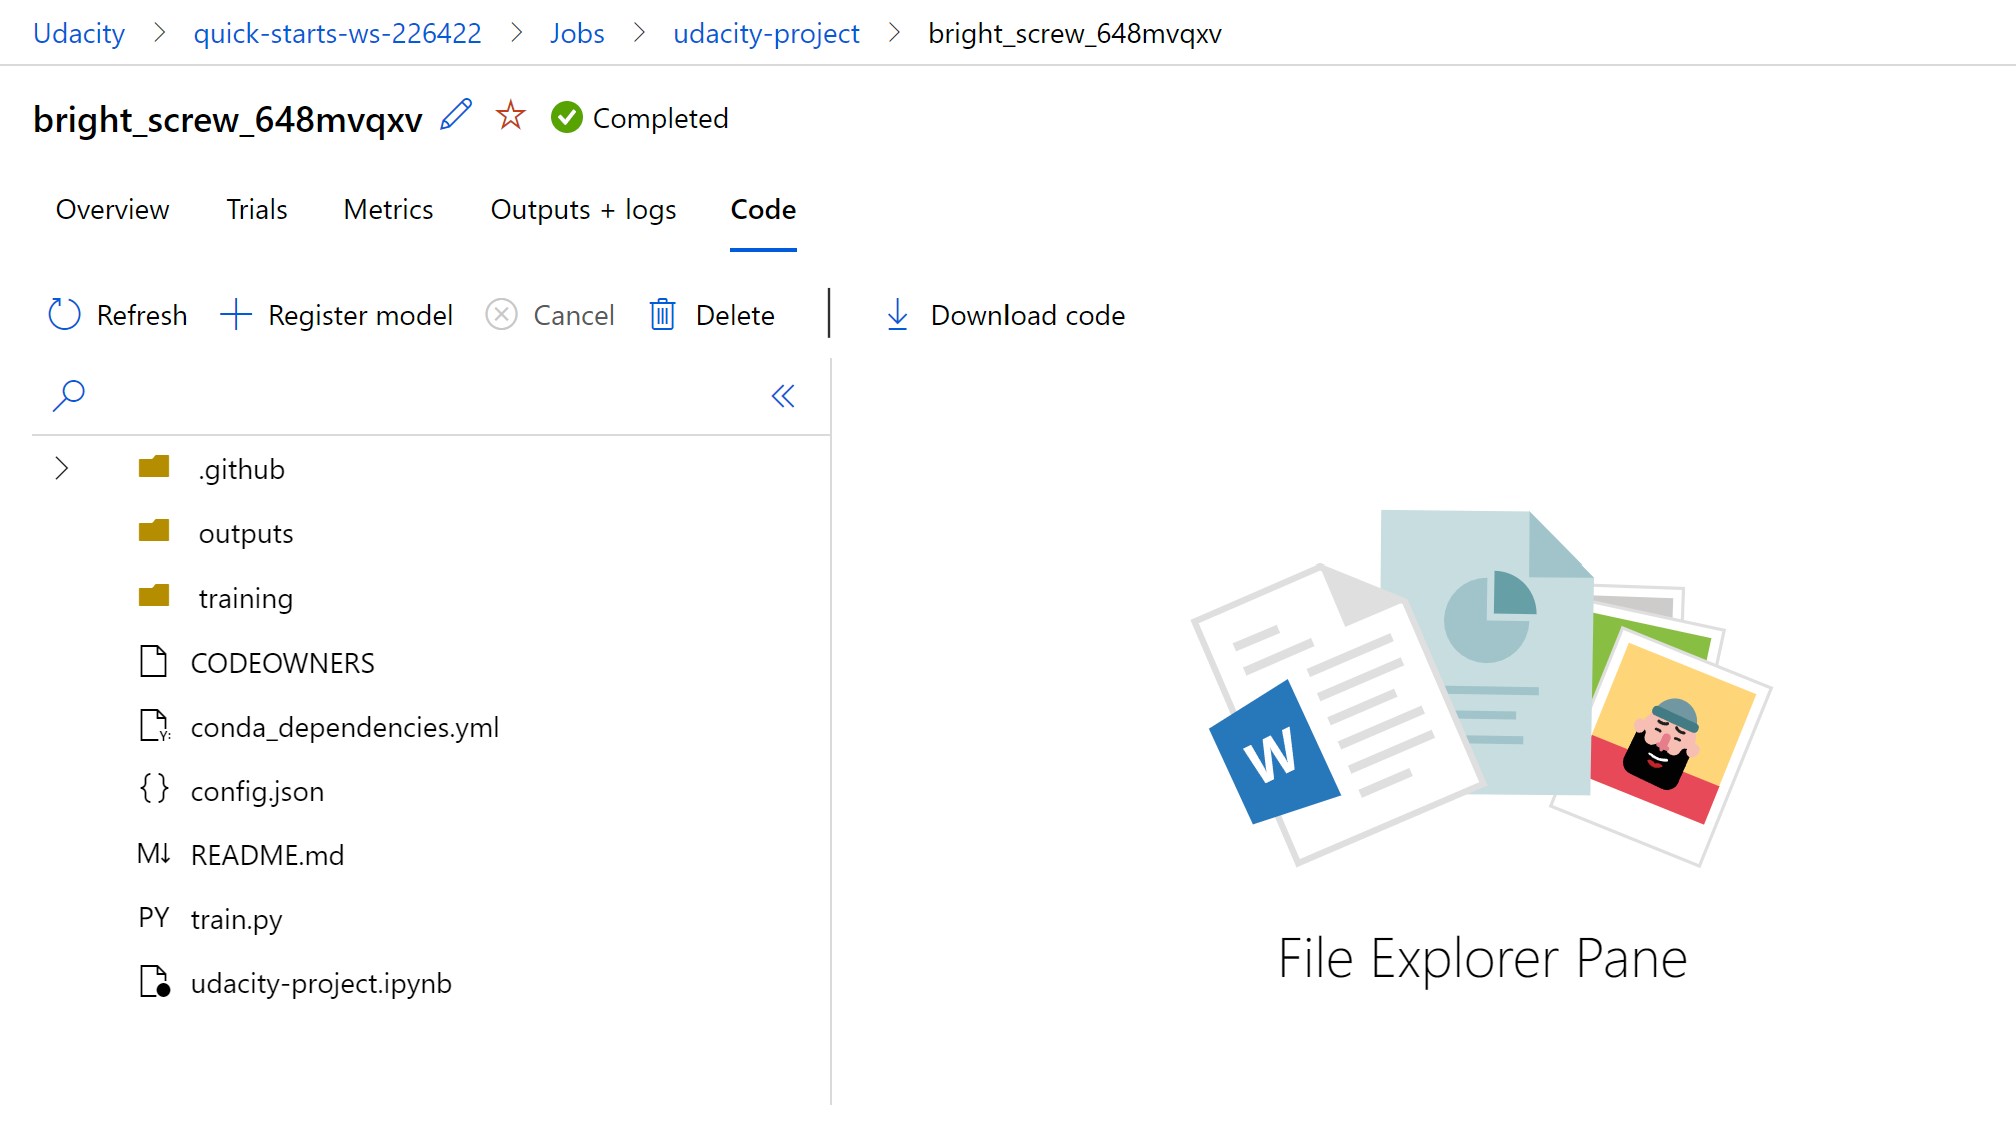 Udacity > quick-starts-ws-226422 > Jobs > udacity-project > bright_screw_648mvqxv
bright_screw_648mvqxv Completed
Overview Trials Metrics Outputs + logs Code
Refresh Register model Cancel Delete Download code
.github
outputs
training
CODEOWNERS
Y: conda_dependencies.yml
{} config.json
M↓ README.md
PY train.py
udacity-project.ipynb
W
File Explorer Pane